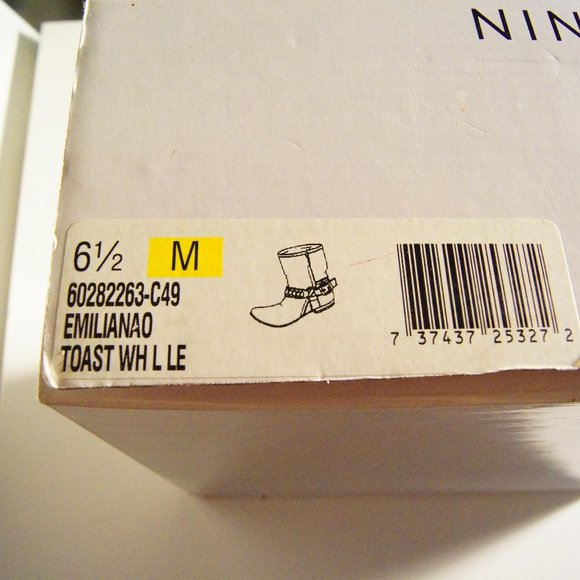 NIN
6½ M
60282263-C49
EMILIANAO
TOAST WH L LE
7 37437 25327 2